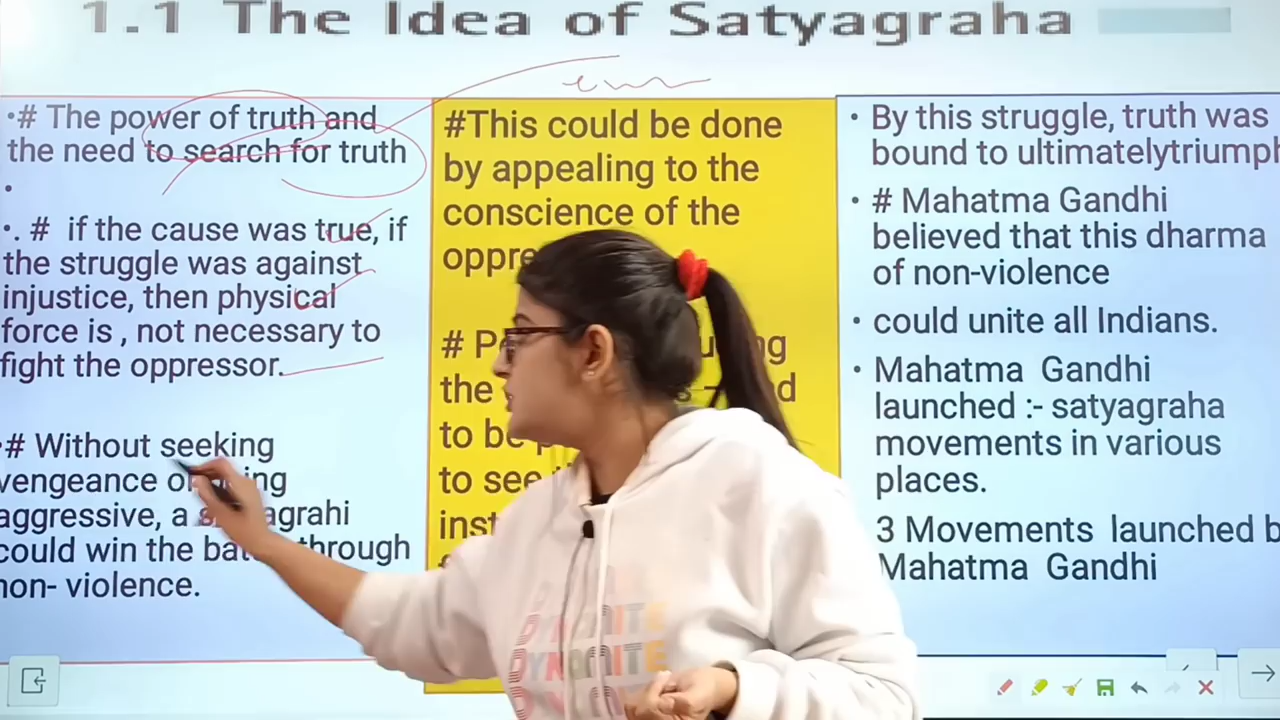 1.1 The Idea of Satyagraha
•# The power of truth and
the need to search for truth
•
•. # if the cause was true, if
the struggle was against
injustice, then physical
force is , not necessary to
fight the oppressor.
•# Without seeking
vengeance
aggressive, a
could win the through
non- violence.
#This could be done
by appealing to the
conscience of the
#
the
to
to see
• By this struggle, truth was
bound to ultimatelytriumph
• # Mahatma Gandhi
believed that this dharma
of non-violence
• could unite all Indians.
• Mahatma Gandhi
launched :- satyagraha
movements in various
places.
3 Movements launched
Mahatma Gandhi
DYNAMITE